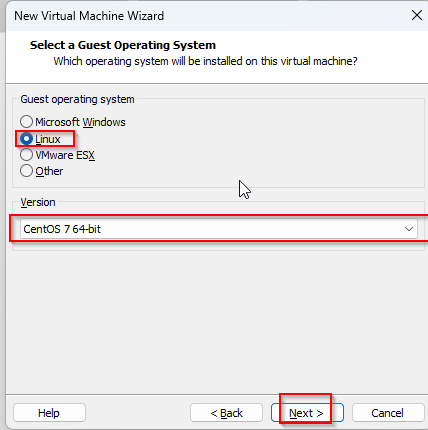 New Virtual Machine Wizard
Select a Guest Operating System
Which operating system will be installed on this virtual machine?
Guest operating system
Microsoft Windows
Linux
VMware ESX
Other
Version
CentOS 7 64-bit
Help
< Back
Next >
Cancel